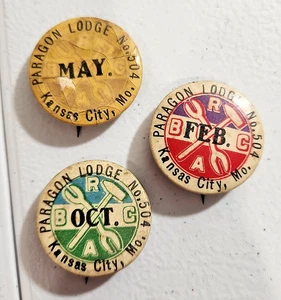 PARAGON LODGE No. 504
MAY.
Kansas City, Mo.
PARAGON LODGE No. 504
B R C A
FEB.
Kansas City, Mo.
PARAGON LODGE No. 504
B R C A
OCT.
Kansas City, Mo.